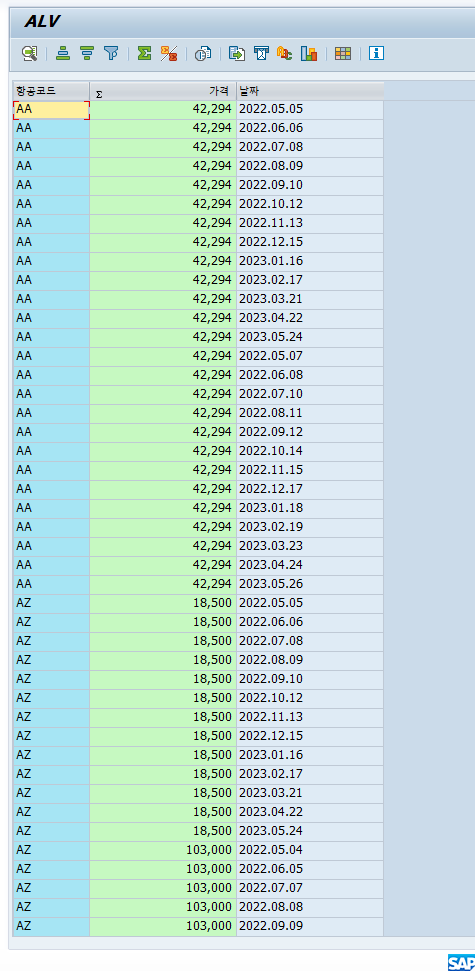 ALV
항공코드 Σ 가격 날짜
AA 42,294 2022.05.05
AA 42,294 2022.06.06
AA 42,294 2022.07.08
AA 42,294 2022.08.09
AA 42,294 2022.09.10
AA 42,294 2022.10.12
AA 42,294 2022.11.13
AA 42,294 2022.12.15
AA 42,294 2023.01.16
AA 42,294 2023.02.17
AA 42,294 2023.03.21
AA 42,294 2023.04.22
AA 42,294 2023.05.24
AA 42,294 2022.05.07
AA 42,294 2022.06.08
AA 42,294 2022.07.10
AA 42,294 2022.08.11
AA 42,294 2022.09.12
AA 42,294 2022.10.14
AA 42,294 2022.11.15
AA 42,294 2022.12.17
AA 42,294 2023.01.18
AA 42,294 2023.02.19
AA 42,294 2023.03.23
AA 42,294 2023.04.24
AA 42,294 2023.05.26
AZ 18,500 2022.05.05
AZ 18,500 2022.06.06
AZ 18,500 2022.07.08
AZ 18,500 2022.08.09
AZ 18,500 2022.09.10
AZ 18,500 2022.10.12
AZ 18,500 2022.11.13
AZ 18,500 2022.12.15
AZ 18,500 2023.01.16
AZ 18,500 2023.02.17
AZ 18,500 2023.03.21
AZ 18,500 2023.04.22
AZ 18,500 2023.05.24
AZ 103,000 2022.05.04
AZ 103,000 2022.06.05
AZ 103,000 2022.07.07
AZ 103,000 2022.08.08
AZ 103,000 2022.09.09
SAP